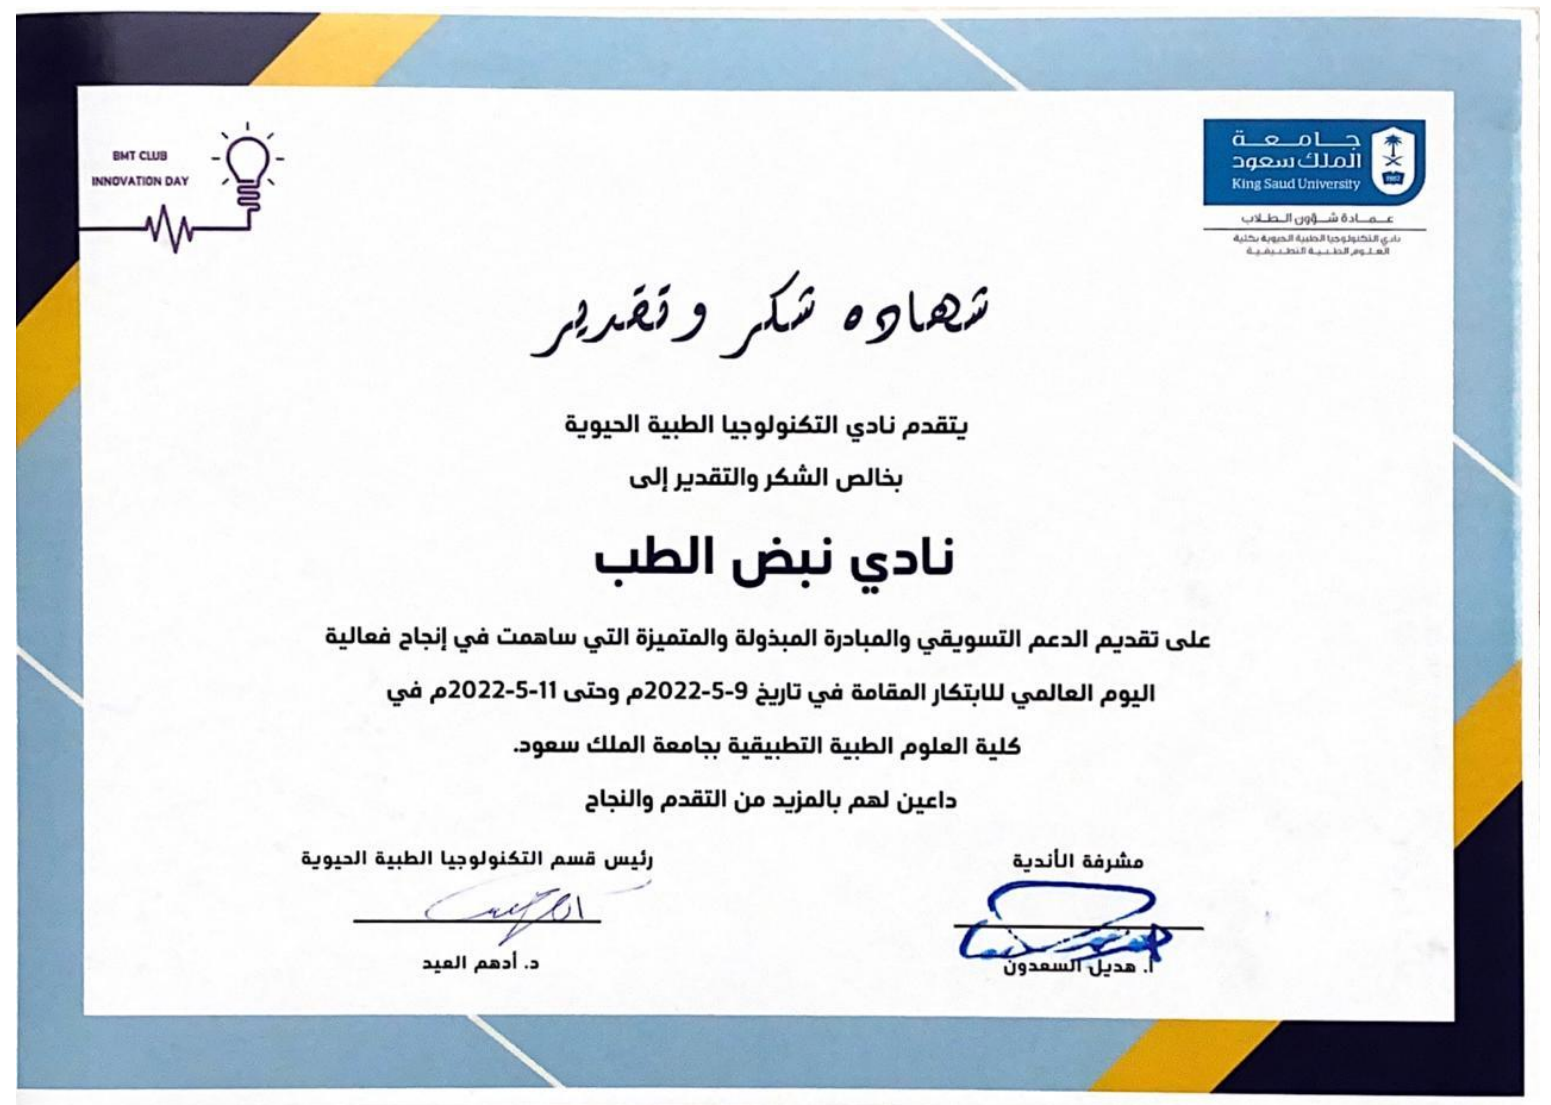 BMT CLUB
INNOVATION DAY
جامعة
الملك سعود
King Saud University
1957
عمادة شؤون الطلاب
نادي التكنولوجيا الطبية الحيوية بكلية
العلوم الطبية التطبيقية
شهاده شكر وتقدير
يتقدم نادي التكنولوجيا الطبية الحيوية
بخالص الشكر والتقدير إلى
نادي نبض الطب
على تقديم الدعم التسويقي والمبادرة المبذولة والمتميزة التي ساهمت في إنجاح فعالية
اليوم العالمي للابتكار المقامة في تاريخ 9-5-2022م وحتى 11-5-2022م في
كلية العلوم الطبية التطبيقية بجامعة الملك سعود.
داعين لهم بالمزيد من التقدم والنجاح
مشرفة الأندية
أ. هديل السعدون
رئيس قسم التكنولوجيا الطبية الحيوية
د. أدهم العيد